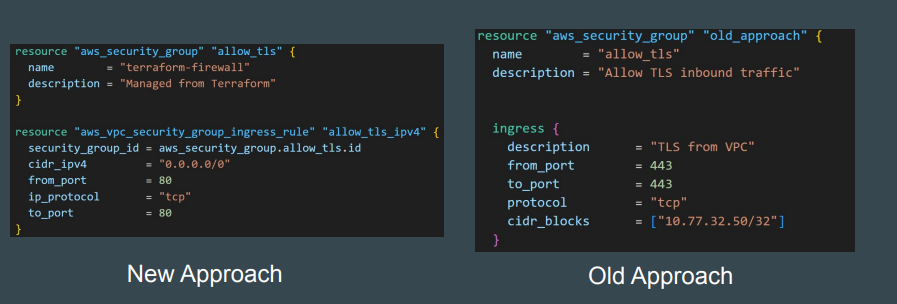 resource "aws_security_group" "allow_tls" {
  name        = "terraform-firewall"
  description = "Managed from Terraform"
}

resource "aws_vpc_security_group_ingress_rule" "allow_tls_ipv4" {
  security_group_id = aws_security_group.allow_tls.id
  cidr_ipv4         = "0.0.0.0/0"
  from_port         = 80
  ip_protocol       = "tcp"
  to_port           = 80
}
New Approach
resource "aws_security_group" "old_approach" {
  name        = "allow_tls"
  description = "Allow TLS inbound traffic"

  ingress {
    description      = "TLS from VPC"
    from_port        = 443
    to_port          = 443
    protocol         = "tcp"
    cidr_blocks      = ["10.77.32.50/32"]
  }
Old Approach